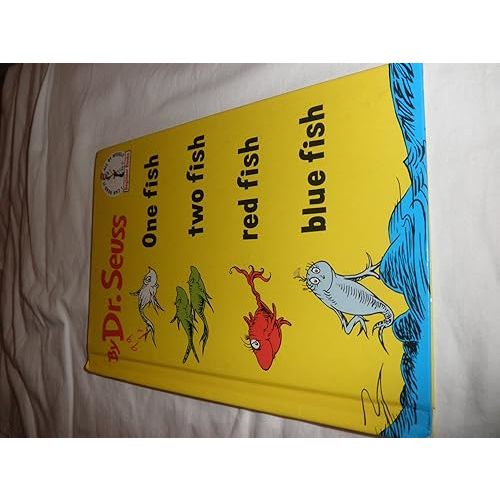 By Dr. Seuss
One fish
two fish
red fish
blue fish